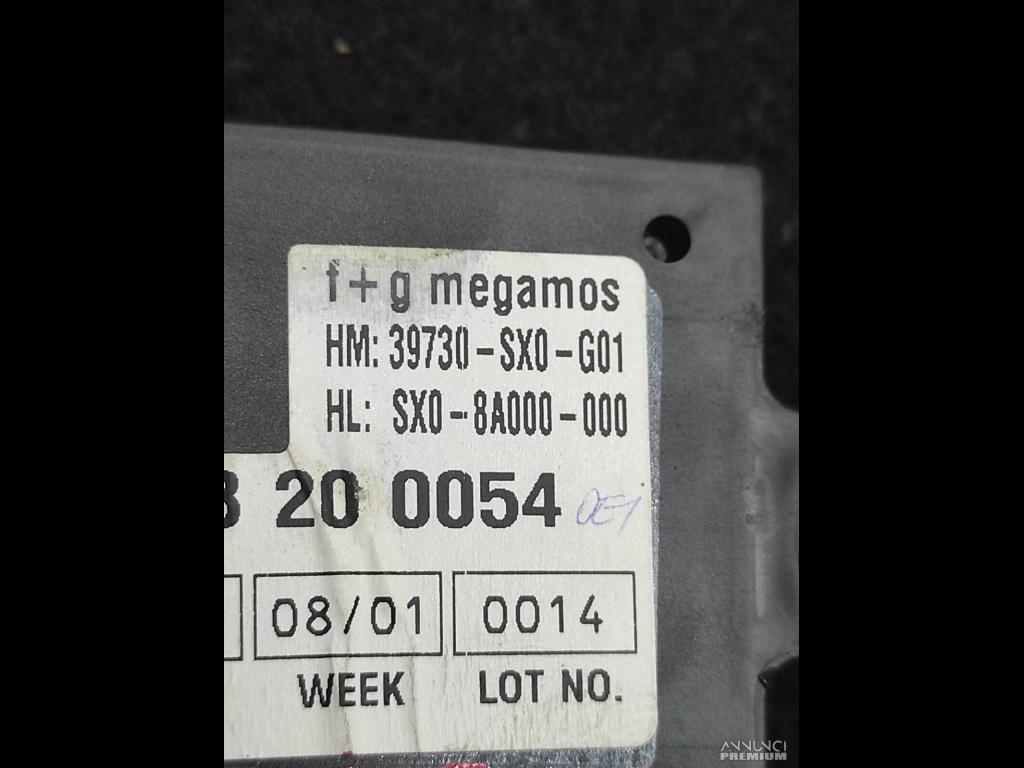 f+g megamos
HM: 39730-SX0-G01
HL: SX0-8A000-000
20 0054
08/01 0014
WEEK LOT NO.
ANNUNCI
PREMIUM